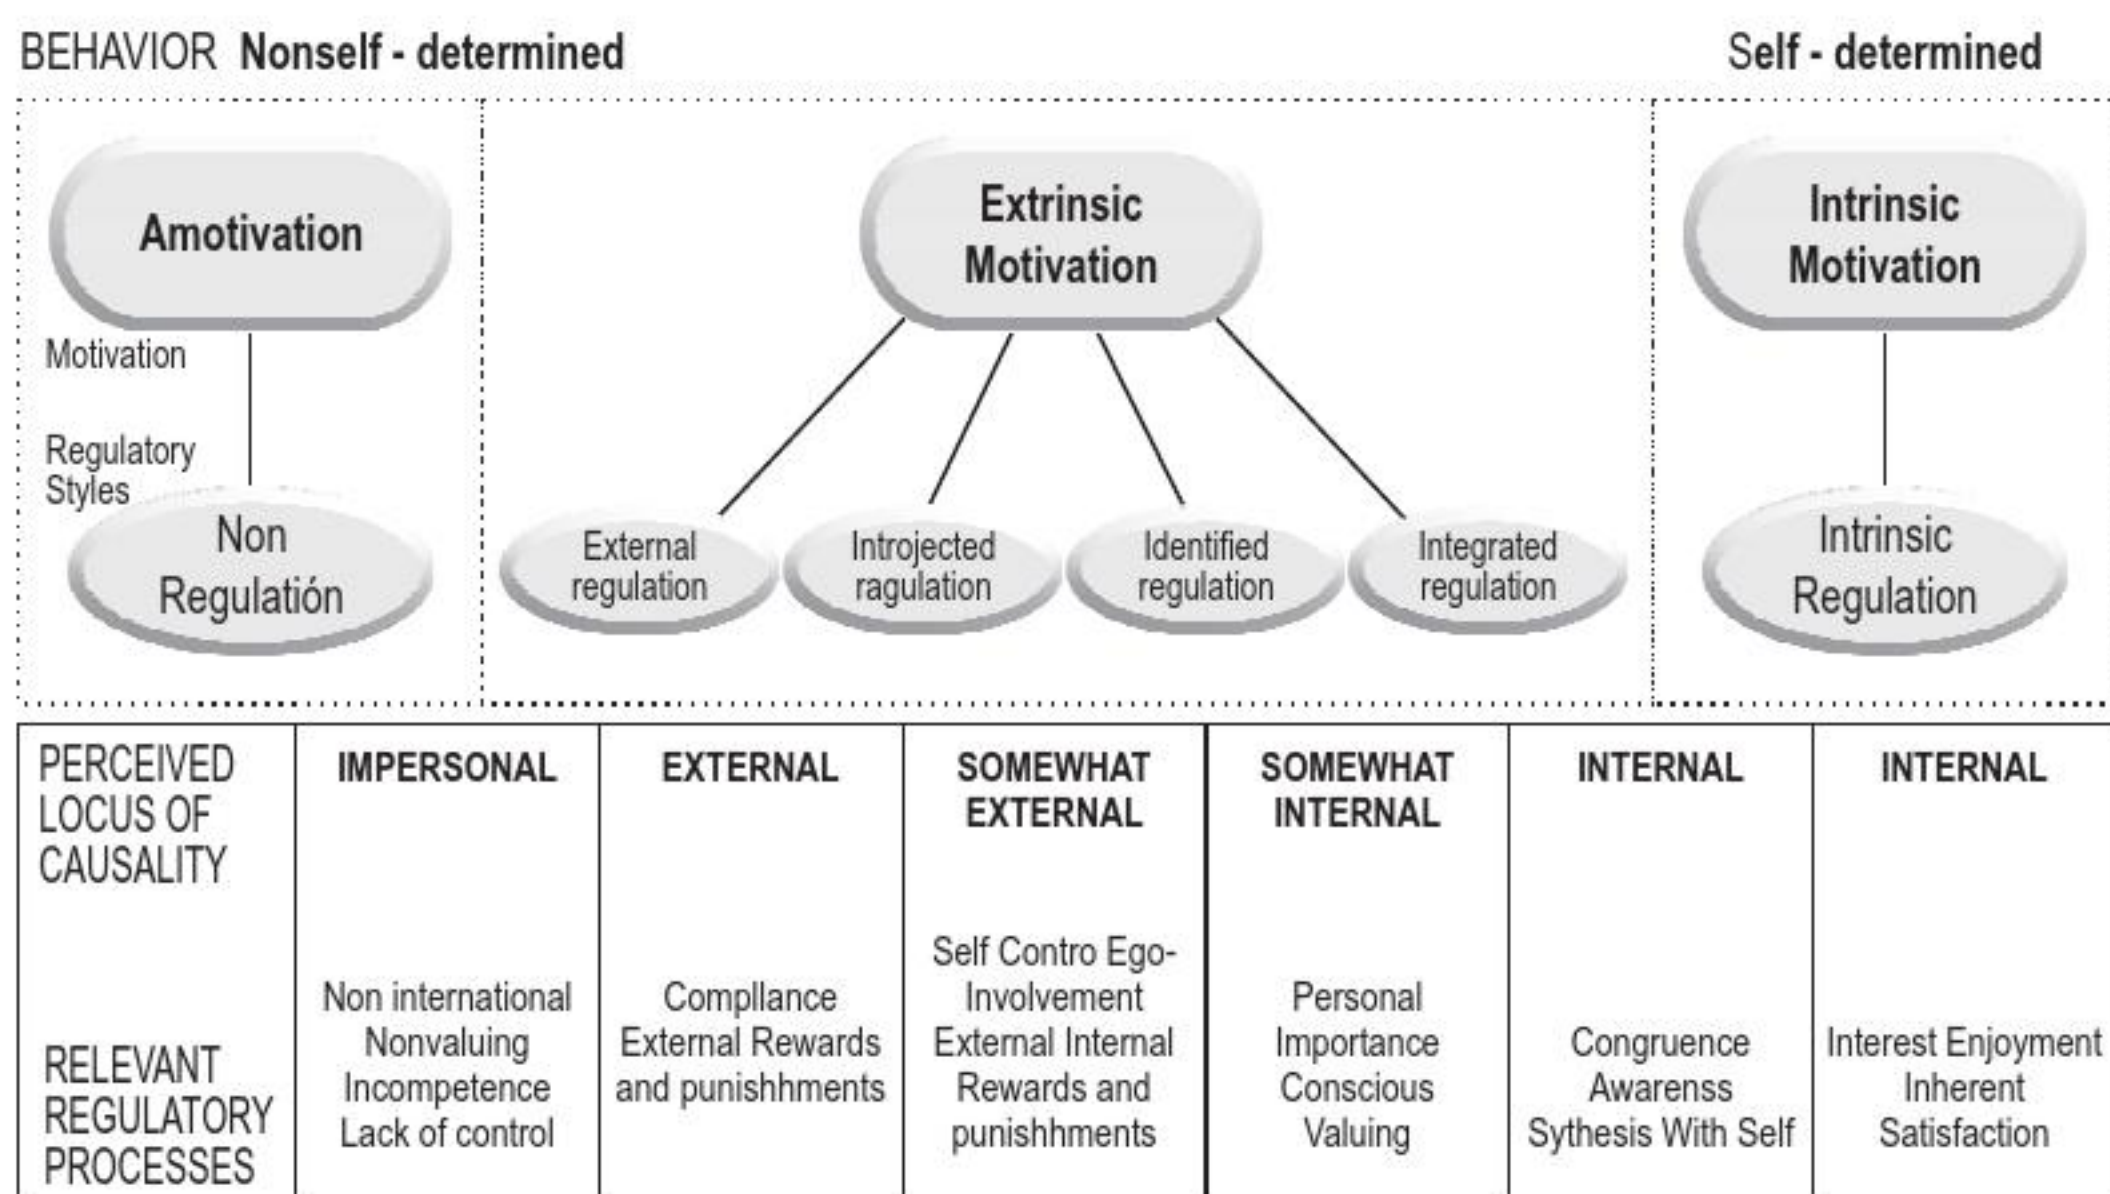 BEHAVIOR Nonself - determined
Self - determined
Amotivation
Extrinsic
Motivation
Intrinsic
Motivation
Motivation
Regulatory
Styles
Non
Regulatión
External
regulation
Introjected
ragulation
Identified
regulation
Integrated
regulation
Intrinsic
Regulation
PERCEIVED
LOCUS OF
CAUSALITY
IMPERSONAL
EXTERNAL
SOMEWHAT
EXTERNAL
SOMEWHAT
INTERNAL
INTERNAL
INTERNAL
RELEVANT
REGULATORY
PROCESSES
Non international
Nonvaluing
Incompetence
Lack of control
Compllance
External Rewards
and punishhments
Self Contro Ego-
Involvement
External Internal
Rewards and
punishhments
Personal
Importance
Conscious
Valuing
Congruence
Awarenss
Sythesis With Self
Interest Enjoyment
Inherent
Satisfaction